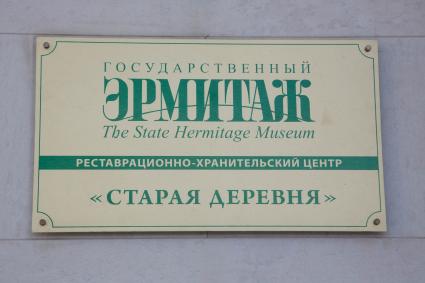 ГОСУДАРСТВЕННЫЙ
ЭРМИТАЖ
The State Hermitage Museum
РЕСТАВРАЦИОННО-ХРАНИТЕЛЬСКИЙ ЦЕНТР
«СТАРАЯ ДЕРЕВНЯ»